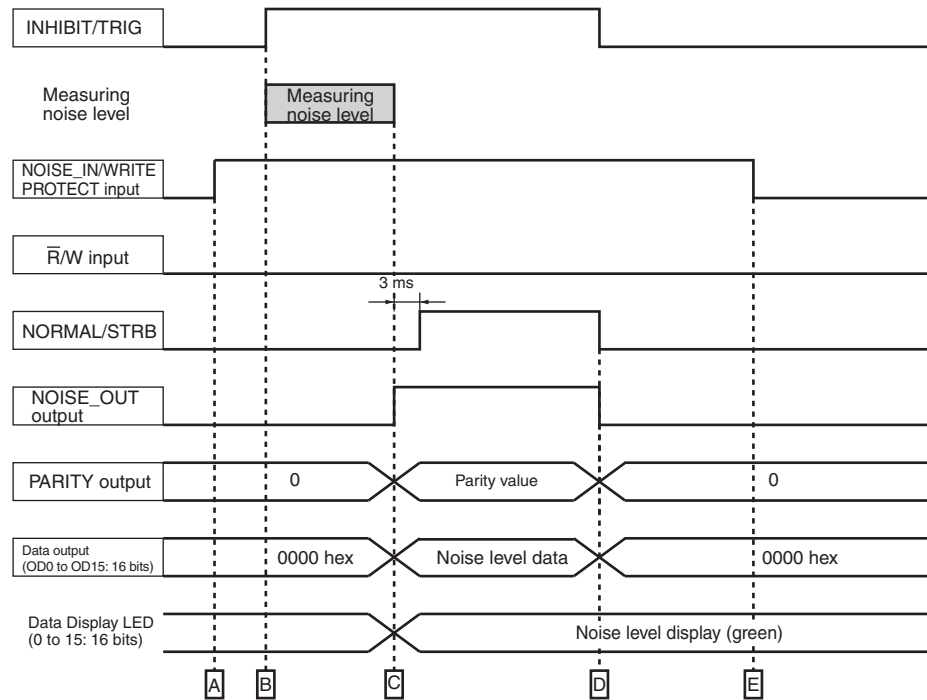 INHIBIT/TRIG
Measuring
noise level
Measuring
noise level
NOISE_IN/WRITE
PROTECT input
R̅/W input
3 ms
NORMAL/STRB
NOISE_OUT
output
PARITY output
0
Parity value
0
Data output
(OD0 to OD15: 16 bits)
0000 hex
Noise level data
0000 hex
Data Display LED
(0 to 15: 16 bits)
Noise level display (green)
A
B
C
D
E